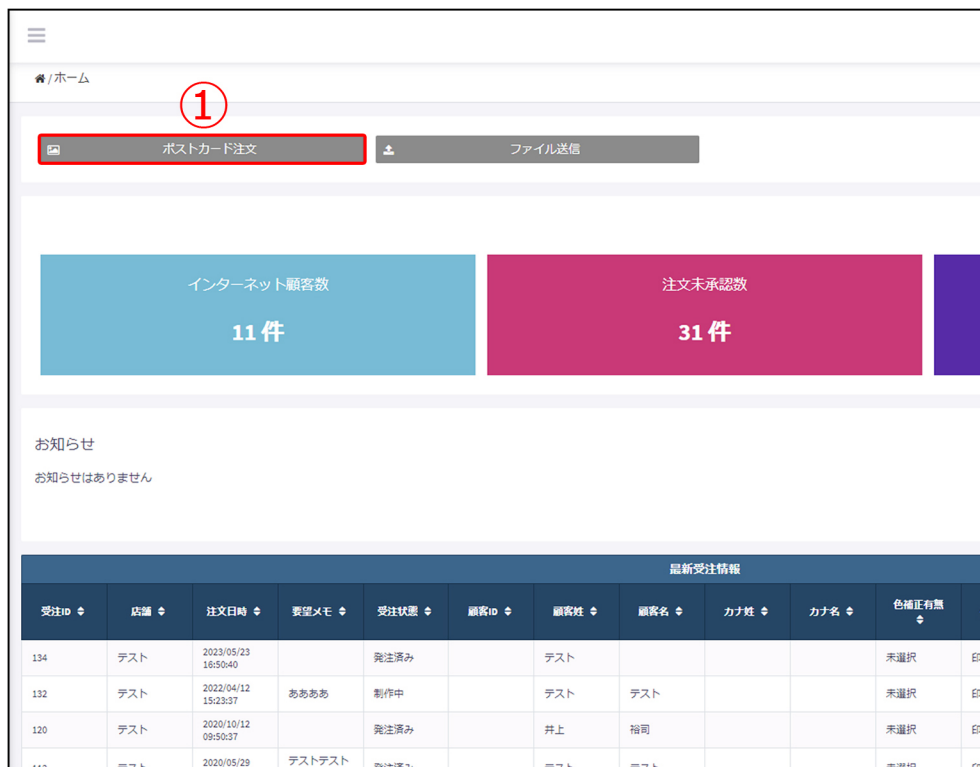 /ホーム
①
ポストカード注文 ファイル送信
インターネット顧客数 注文未承認数
11 件 31 件
お知らせ
お知らせはありません
最新受注情報
受注ID 店舗 注文日時 要望メモ 受注状態 顧客ID 顧客姓 顧客名 カナ姓 カナ名 色補正有無
134 テスト 2023/05/23 16:50:40 発注済み テスト 未選択
132 テスト 2022/04/12 15:23:37 ああああ 制作中 テスト テスト 未選択
120 テスト 2020/10/12 09:50:37 発注済み 井上 裕司 未選択
2020/05/29 テストテスト